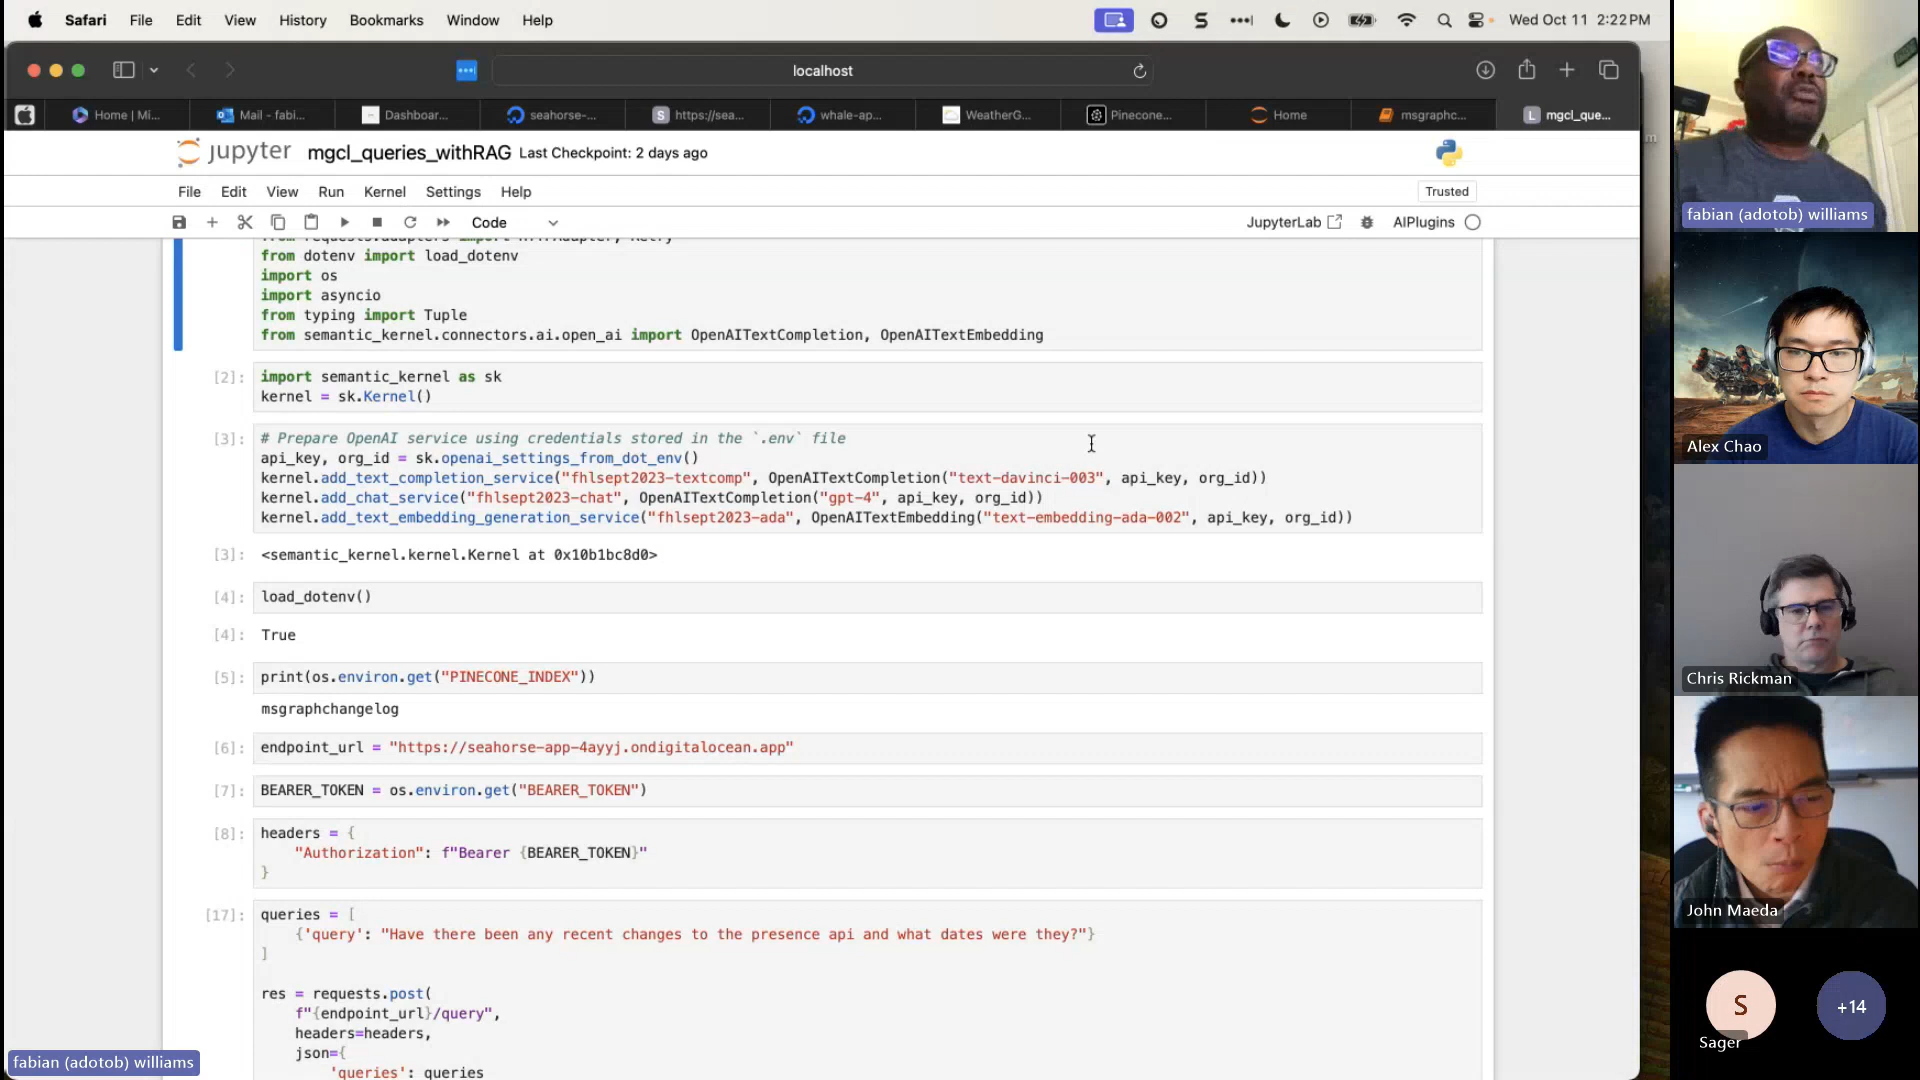 Safari File Edit View History Bookmarks Window Help Wed Oct 11 2:22 PM
localhost
Home | Mi... Mail - fabi... Dashboar... seahorse-... https://sea... whale-ap... WeatherG... Pinecone... Home msgraphc... mgcl_que...
jupyter mgcl_queries_withRAG Last Checkpoint: 2 days ago
File Edit View Run Kernel Settings Help Trusted
Code JupyterLab AIPlugins
from dotenv import load_dotenv
import os
import asyncio
from typing import Tuple
from semantic_kernel.connectors.ai.open_ai import OpenAITextCompletion, OpenAITextEmbedding
[2]: import semantic_kernel as sk
kernel = sk.Kernel()
[3]: # Prepare OpenAI service using credentials stored in the `.env` file
api_key, org_id = sk.openai_settings_from_dot_env()
kernel.add_text_completion_service("fhlsept2023-textcomp", OpenAITextCompletion("text-davinci-003", api_key, org_id))
kernel.add_chat_service("fhlsept2023-chat", OpenAITextCompletion("gpt-4", api_key, org_id))
kernel.add_text_embedding_generation_service("fhlsept2023-ada", OpenAITextEmbedding("text-embedding-ada-002", api_key, org_id))
[3]: <semantic_kernel.kernel.Kernel at 0x10b1bc8d0>
[4]: load_dotenv()
[4]: True
[5]: print(os.environ.get("PINECONE_INDEX"))
msgraphchangelog
[6]: endpoint_url = "https://seahorse-app-4ayyj.ondigitalocean.app"
[7]: BEARER_TOKEN = os.environ.get("BEARER_TOKEN")
[8]: headers = {
"Authorization": f"Bearer {BEARER_TOKEN}"
}
[17]: queries = [
{'query': "Have there been any recent changes to the presence api and what dates were they?"}
]
res = requests.post(
f"{endpoint_url}/query",
headers=headers,
json={
'queries': queries
fabian (adotob) williams
fabian (adotob) williams
Alex Chao
Chris Rickman
John Maeda
S
Sager
+14